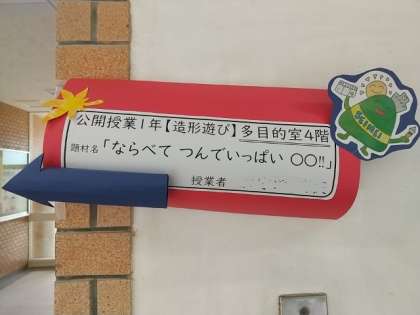 公開授業1年【造形遊び】多目的室4階
題材名「ならべて つんでいっぱい 〇〇!!」
授業者